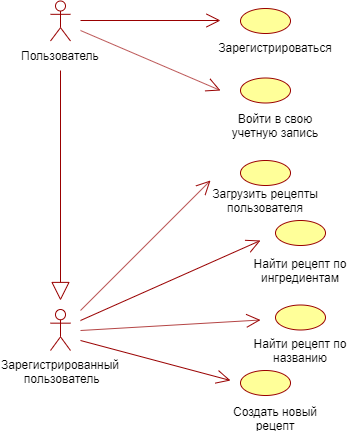 Пользователь
Зарегистрироваться
Войти в свою
учетную запись
Загрузить рецепты
пользователя
Найти рецепт по
ингредиентам
Зарегистрированный
пользователь
Найти рецепт по
названию
Создать новый
рецепт